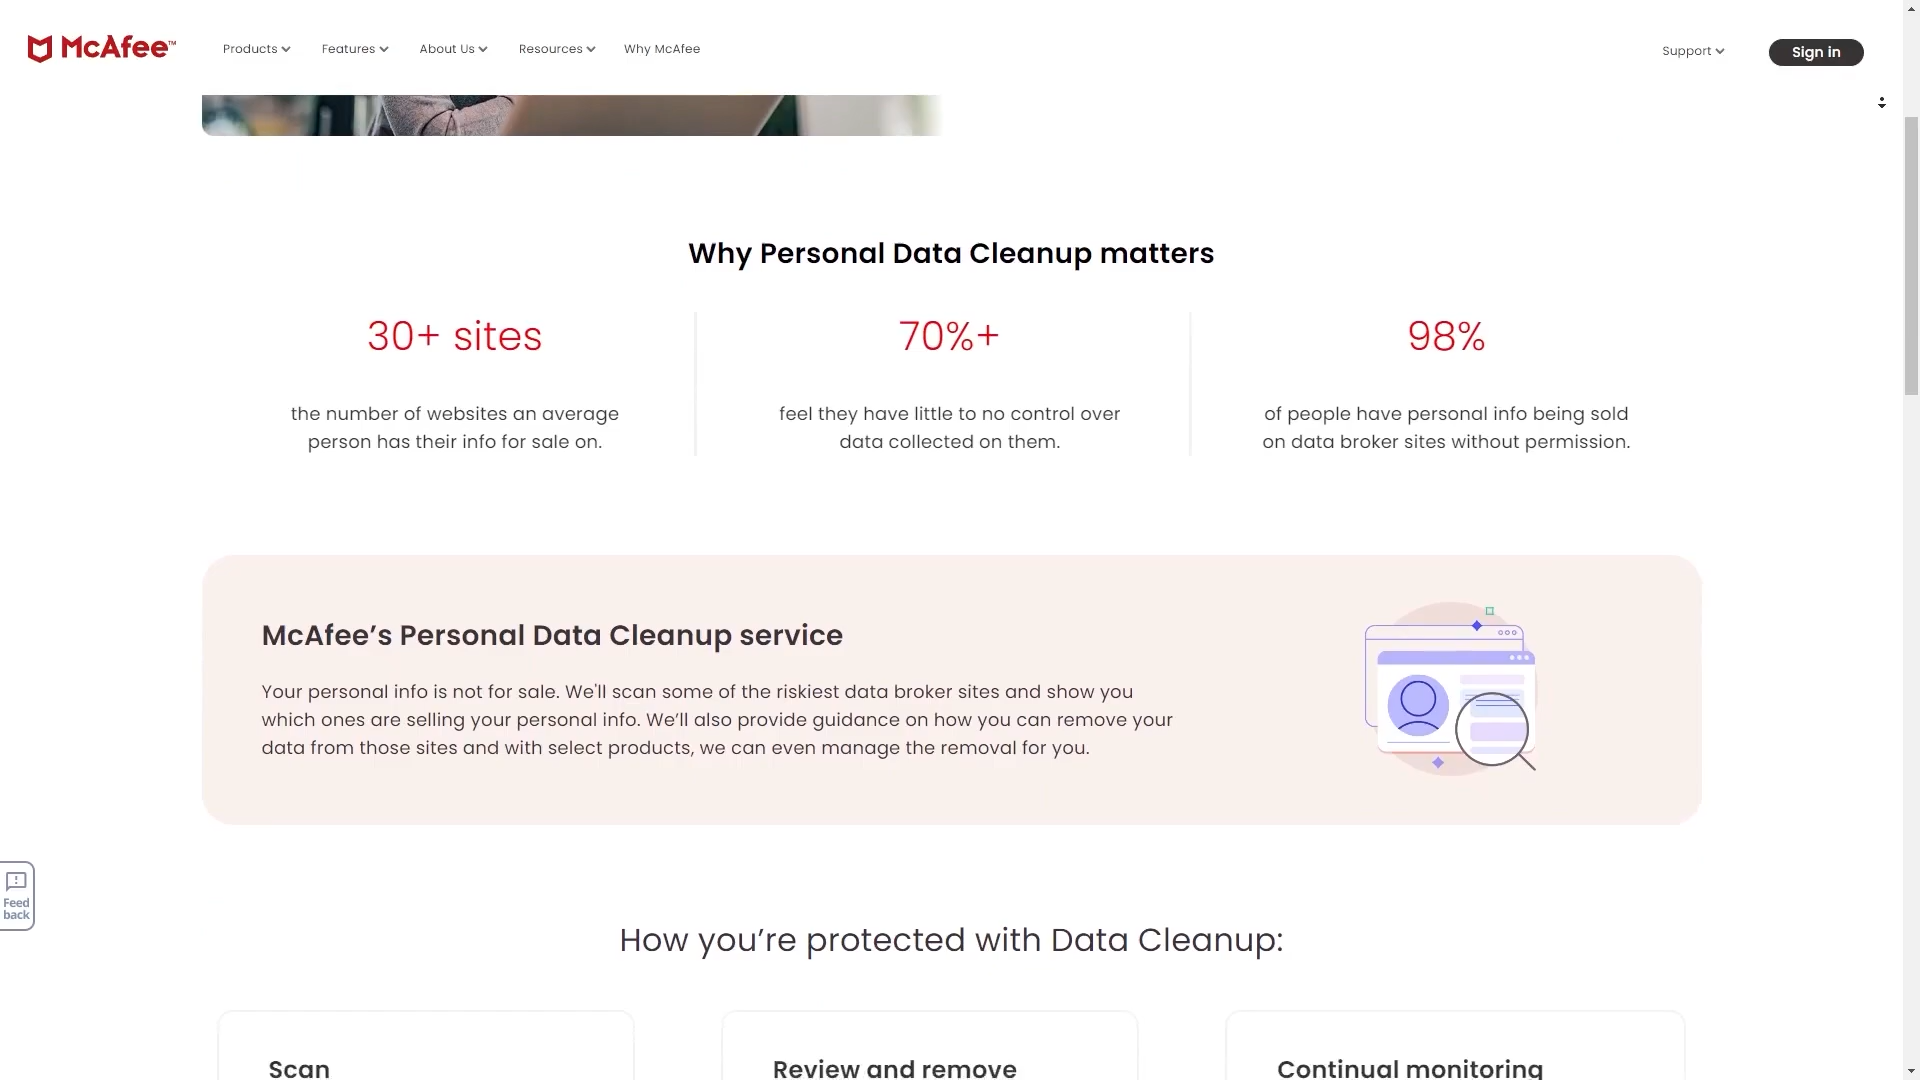 McAfee™
Products
Features
About Us
Resources
Why McAfee
Support
Sign in
Why Personal Data Cleanup matters
30+ sites
the number of websites an average
person has their info for sale on.
70%+
feel they have little to no control over
data collected on them.
98%
of people have personal info being sold
on data broker sites without permission.
McAfee’s Personal Data Cleanup service
Your personal info is not for sale. We'll scan some of the riskiest data broker sites and show you
which ones are selling your personal info. We’ll also provide guidance on how you can remove your
data from those sites and with select products, we can even manage the removal for you.
Feed
back
How you’re protected with Data Cleanup:
Scan
Review and remove
Continual monitoring